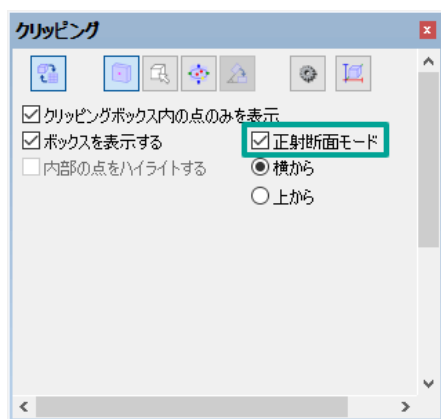 クリッピング
クリッピングボックス内の点のみを表示
ボックスを表示する
正射断面モード
内部の点をハイライトする
横から
上から